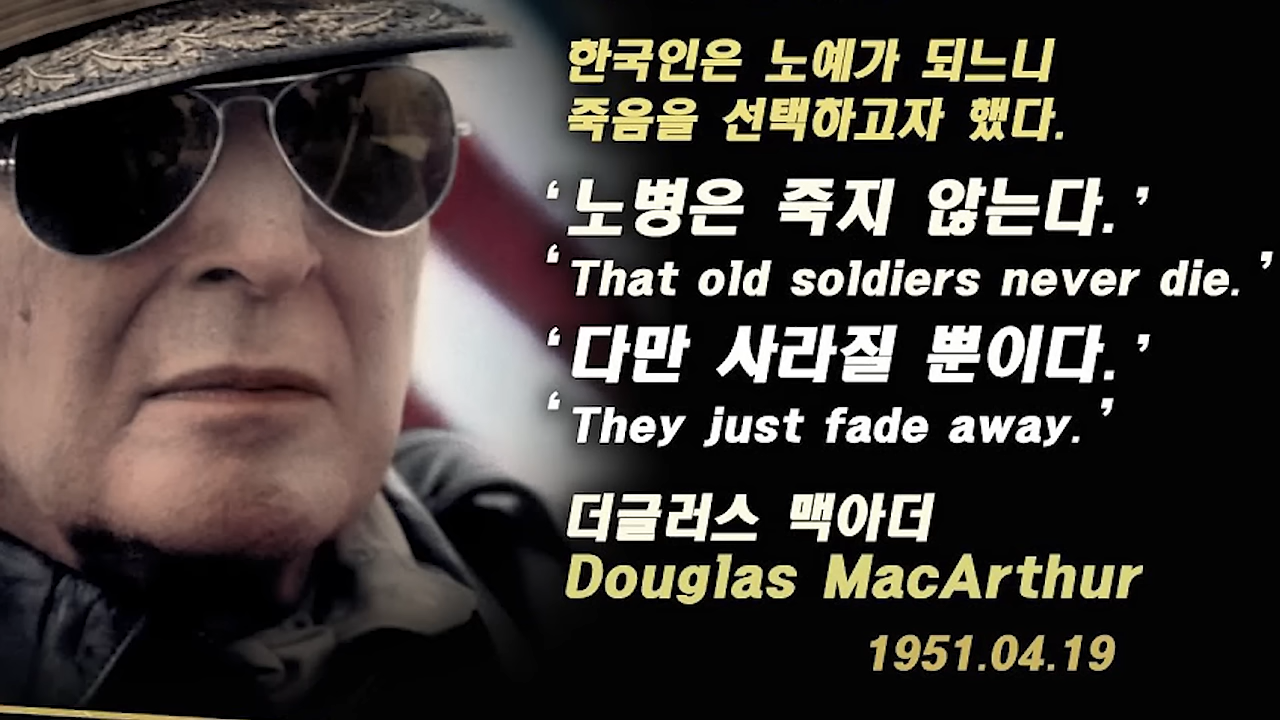 한국인은 노예가 되느니
죽음을 선택하고자 했다.
‘노병은 죽지 않는다.’
‘That old soldiers never die.’
‘다만 사라질 뿐이다.’
‘They just fade away.’
더글러스 맥아더
Douglas MacArthur
1951.04.19